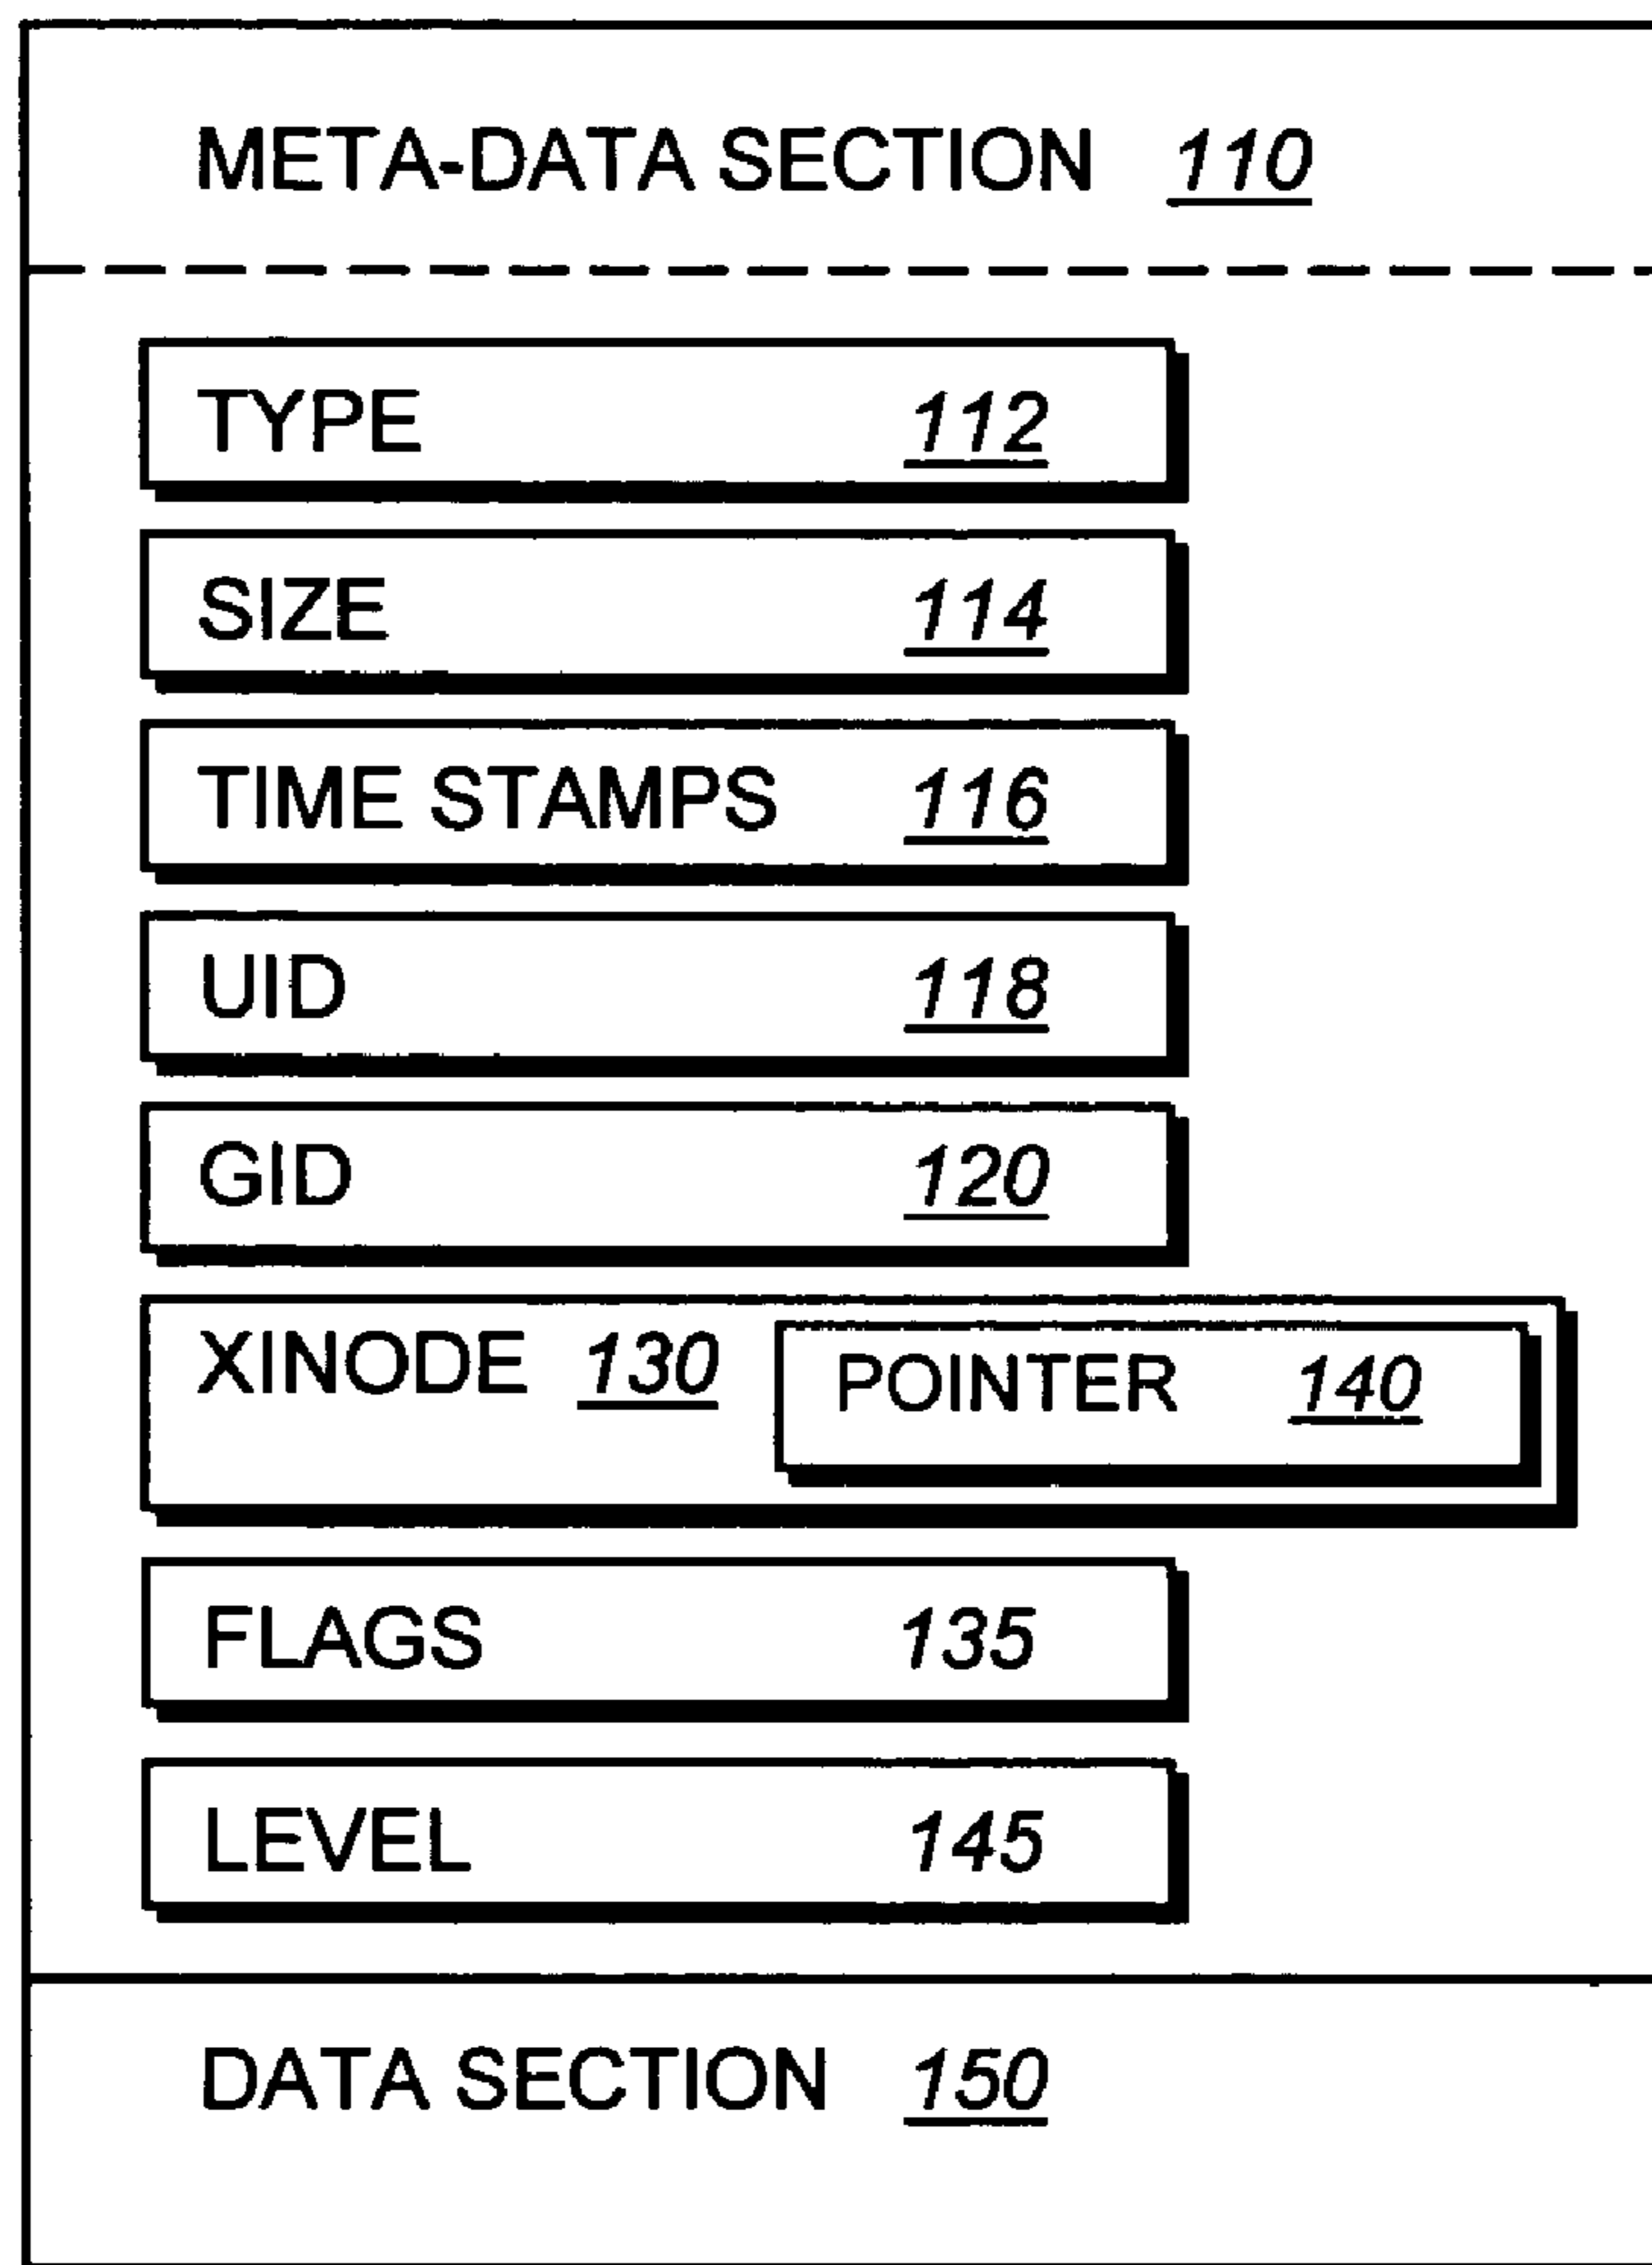 META-DATA SECTION 110
TYPE 112
SIZE 114
TIME STAMPS 116
UID 118
GID 120
XINODE 130 POINTER 140
FLAGS 135
LEVEL 145
DATA SECTION 150